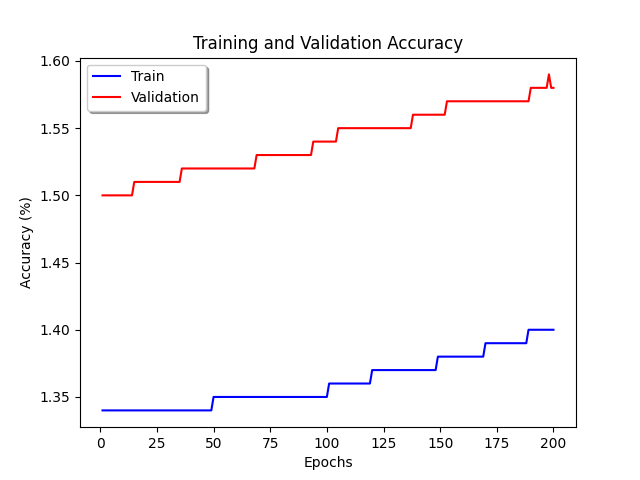 Training and Validation Accuracy
Train
Validation
Accuracy (%)
1.60
1.55
1.50
1.45
1.40
1.35
0 25 50 75 100 125 150 175 200
Epochs